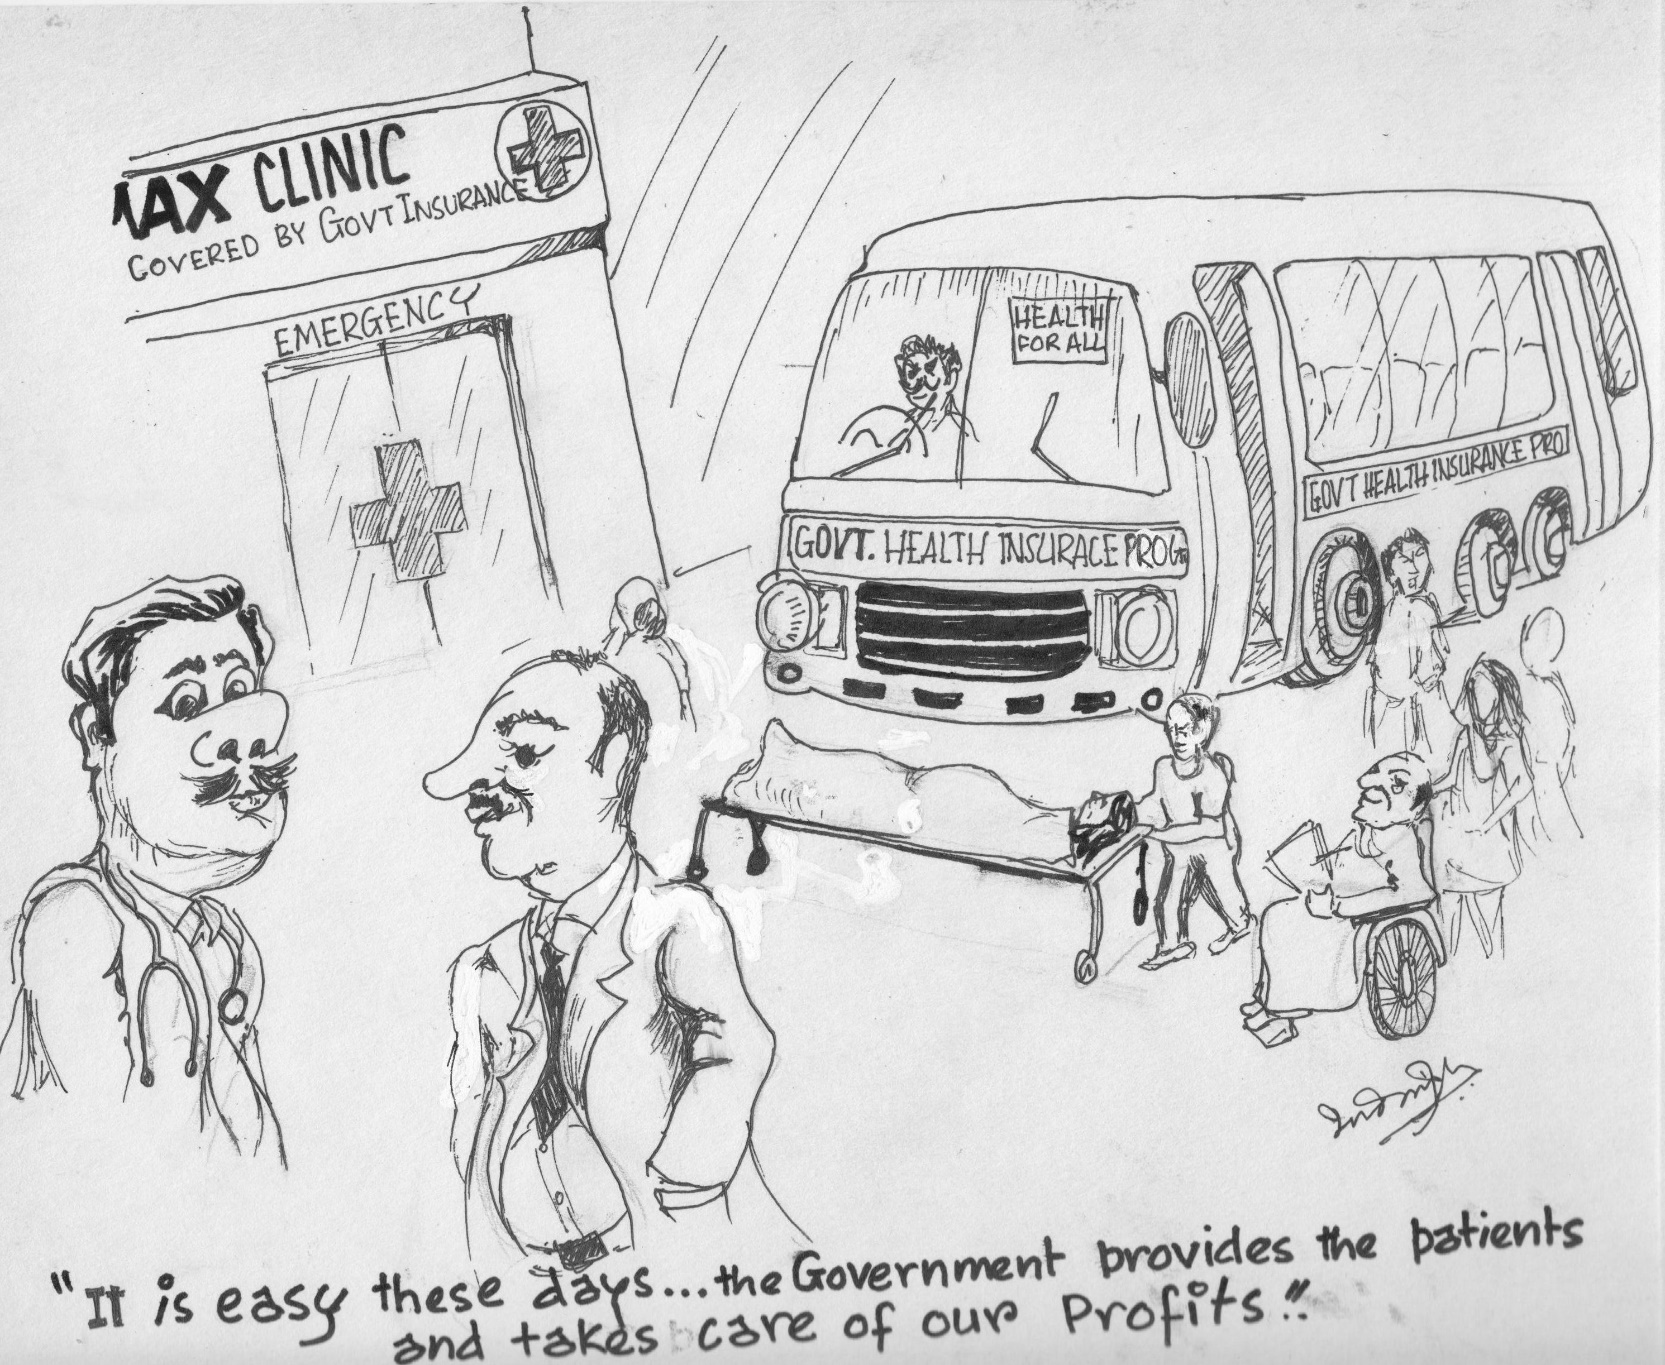 MAX CLINIC
COVERED BY GOVT INSURANCE
EMERGENCY
HEALTH
FOR ALL
GOVT. HEALTH INSURACE PROG
GOVT HEALTH INSURANCE PRO
"It is easy these days...the Government provides the patients
and takes care of our Profits."